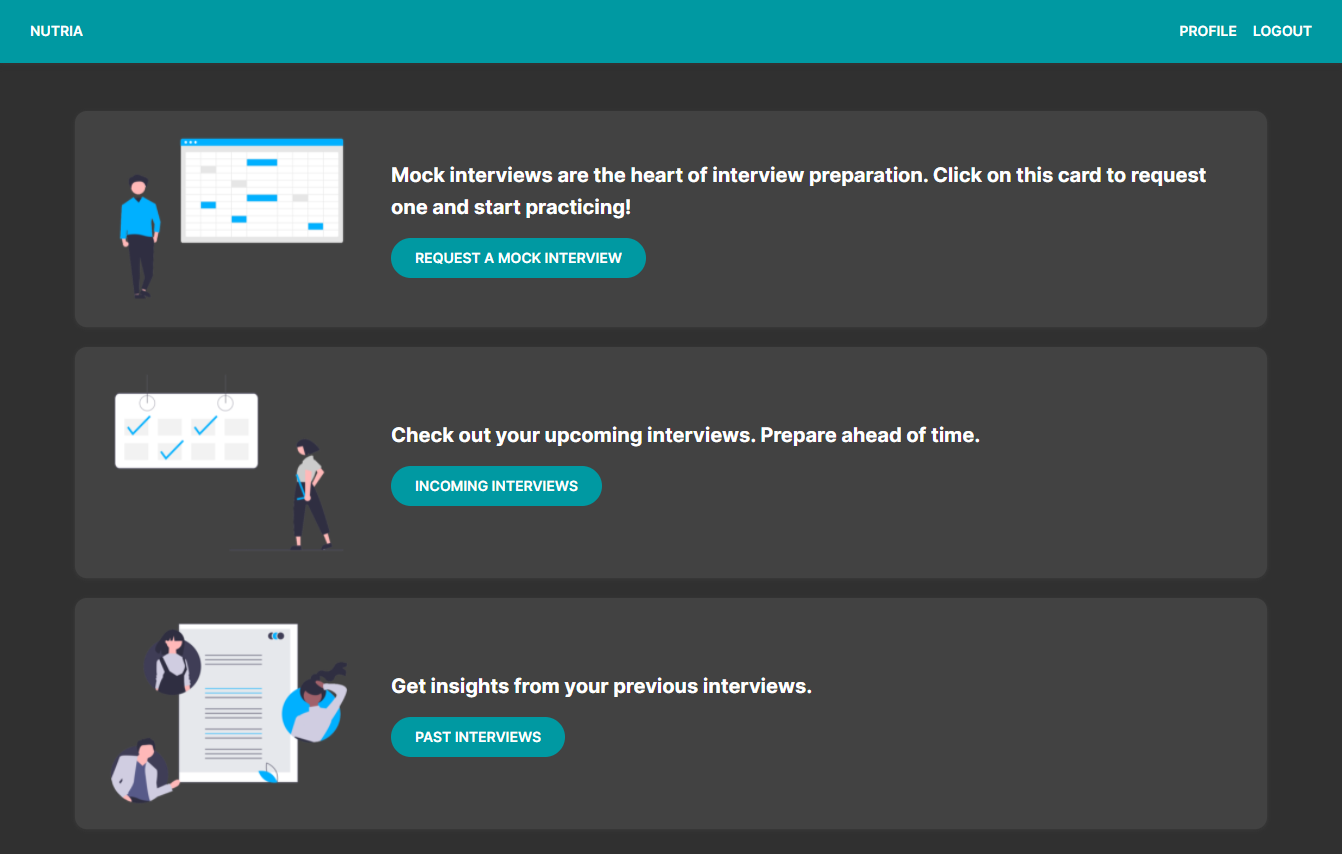 NUTRIA
PROFILE LOGOUT
Mock interviews are the heart of interview preparation. Click on this card to request
one and start practicing!
REQUEST A MOCK INTERVIEW
Check out your upcoming interviews. Prepare ahead of time.
INCOMING INTERVIEWS
Get insights from your previous interviews.
PAST INTERVIEWS